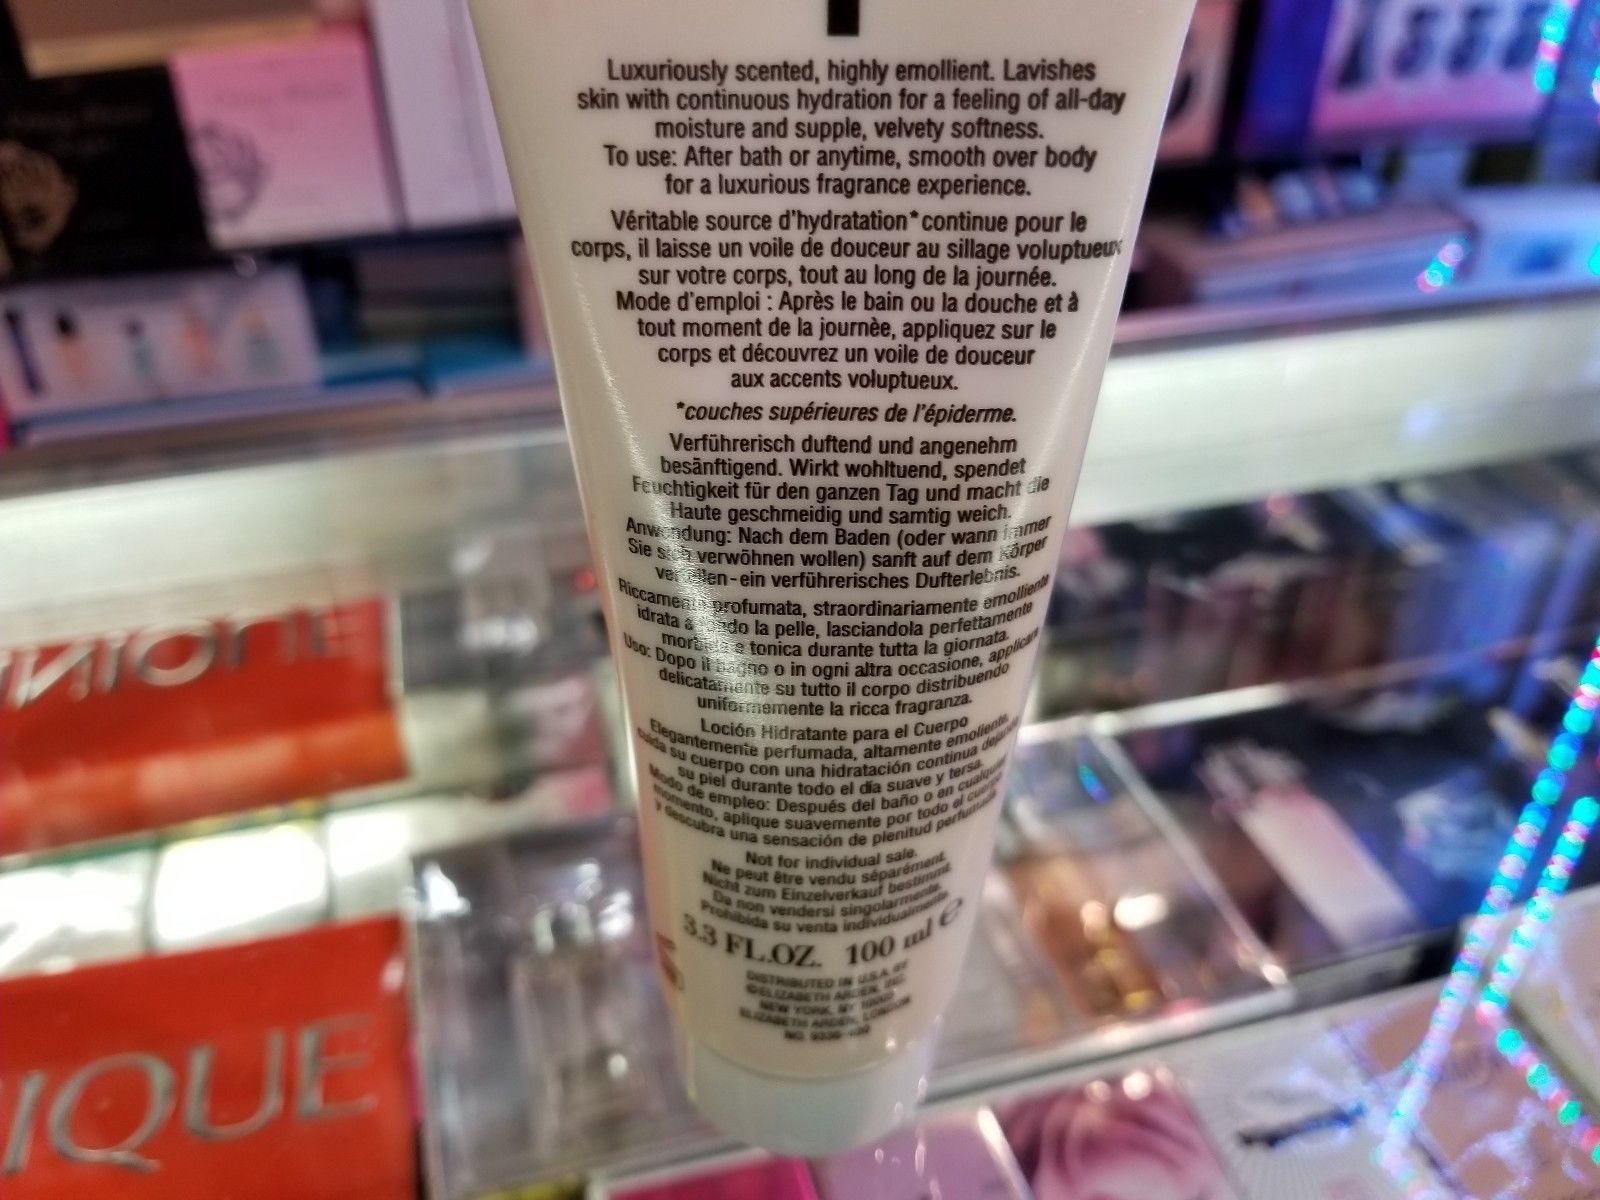 Luxuriously scented, highly emollient. Lavishes
skin with continuous hydration for a feeling of all-day
moisture and supple, velvety softness.
To use: After bath or anytime, smooth over body
for a luxurious fragrance experience.
Véritable source d'hydratation* continue pour le
corps, il laisse un voile de douceur au sillage voluptueux
sur votre corps, tout au long de la journée.
Mode d'emploi : Après le bain ou la douche et à
tout moment de la journèe, appliquez sur le
corps et découvrez un voile de douceur
aux accents voluptueux.
*couches supérieures de l'épiderme.
Verführerisch duftend und angenehm
besänftigend. Wirkt wohltuend, spendet
Feuchtigkeit für den ganzen Tag und macht die
Haute geschmeidig und samtig weich.
Anwendung: Nach dem Baden (oder wann immer
Sie sich verwöhnen wollen) sanft auf dem Körper
verteilen-ein verführerisches Dufterlebnis.
Riccamente profumata, straordinariamente emolliente
idrata a fondo la pelle, lasciandola perfettamente
morbida e tonica durante tutta la giornata.
Uso: Dopo il bagno o in ogni altra occasione, applicare
delicatamente su tutto il corpo distribuendo
uniformemente la ricca fragranza.
Loción Hidratante para el Cuerpo
Elegantemente perfumada, altamente emoliente,
cuida su cuerpo con una hidratación continua dejando
su piel durante todo el día suave y tersa.
Modo de empleo: Después del baño o en cualquier
momento, aplique suavemente por todo el cuerpo
y descubra una sensación de plenitud perfumada
Not for individual sale.
Ne peut être vendu séparément.
Nicht zum Einzelverkauf bestimmt.
Da non vendersi singolarmente.
Prohibida su venta individualmente
3.3 FL.OZ. 100 ml e
DISTRIBUTED IN U.S.A. BY
©ELIZABETH ARDEN, INC.
NEW YORK, NY
ELIZABETH ARDEN, LONDON
NO.
INIQUE
IQUE